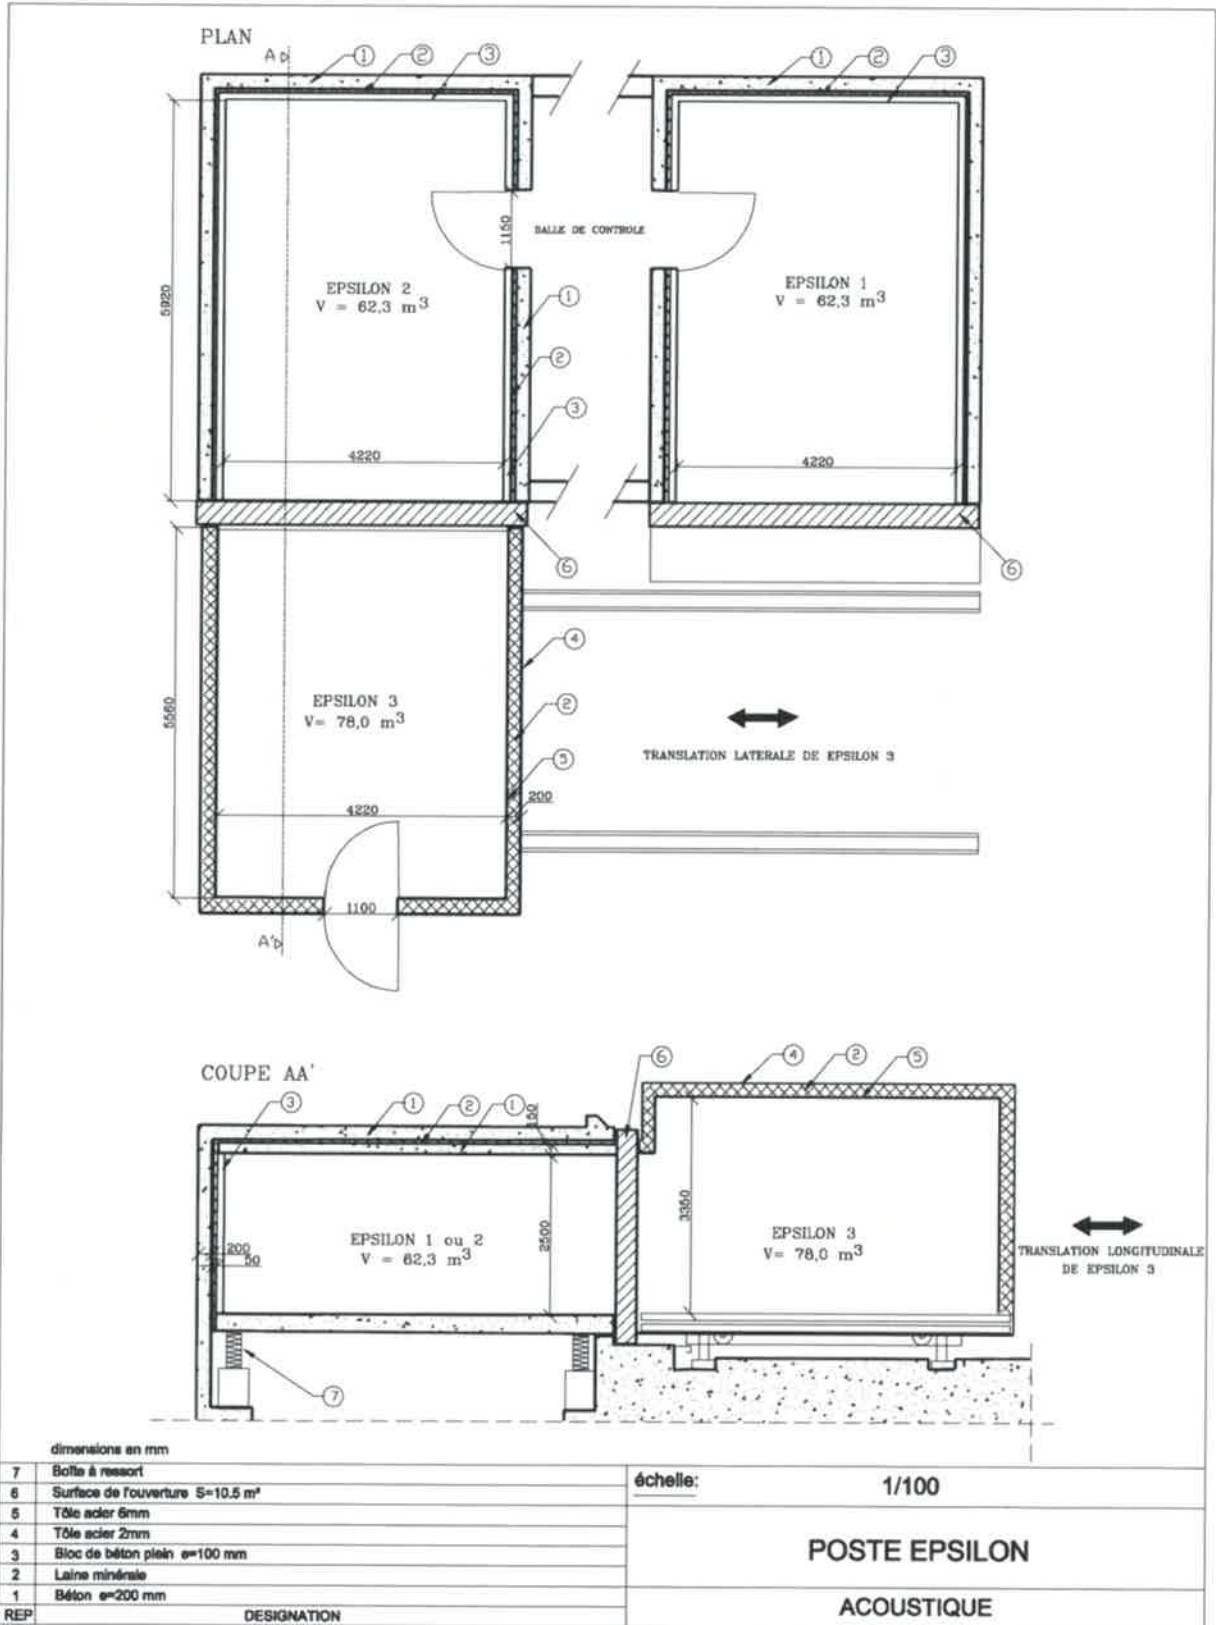 PLAN
A
1
2
3
1
2
3
1150
SALLE DE CONTROLE
5920
EPSILON 2
V = 62,3 m³
EPSILON 1
V = 62,3 m³
1
2
3
4220
4220
6
6
4
EPSILON 3
V= 78,0 m³
2
5560
TRANSLATION LATERALE DE EPSILON 3
5
200
4220
1100
A'
COUPE AA'
6
4
2
5
3
1
2
1
150
3350
2500
EPSILON 1 ou 2
V = 62,3 m³
EPSILON 3
V= 78,0 m³
200
50
TRANSLATION LONGITUDINALE
DE EPSILON 3
7
dimensions en mm
7 Boîte à ressort
6 Surface de l'ouverture S=10.5 m²
5 Tôle acier 6mm
4 Tôle acier 2mm
3 Bloc de béton plein e=100 mm
2 Laine minérale
1 Béton e=200 mm
REP DESIGNATION
échelle: 1/100
POSTE EPSILON
ACOUSTIQUE